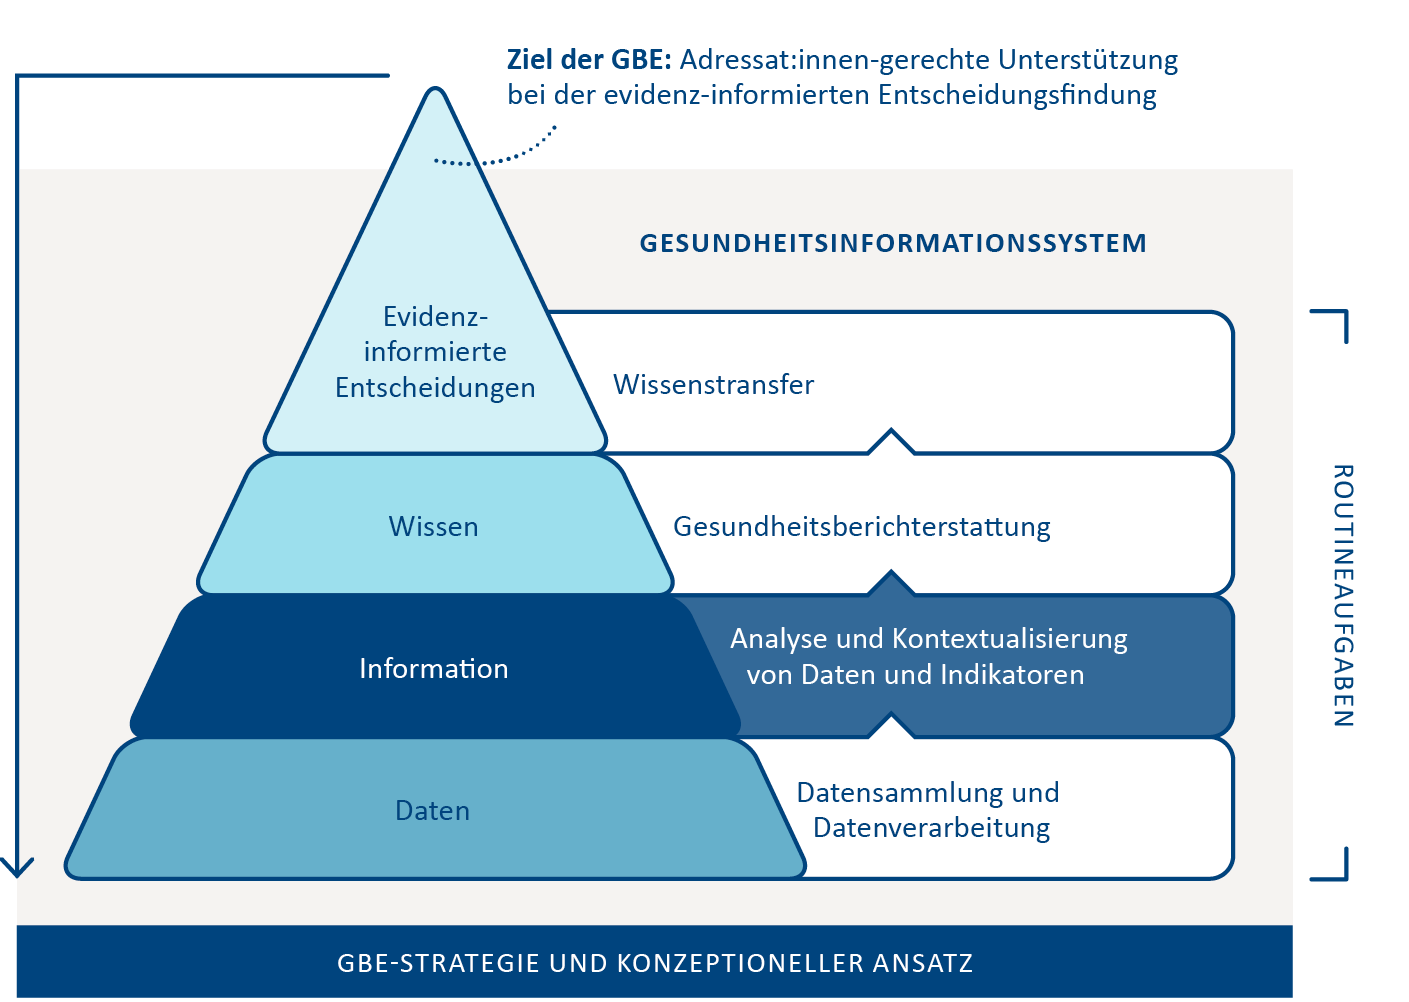 Ziel der GBE: Adressat:innen-gerechte Unterstützung
bei der evidenz-informierten Entscheidungsfindung
GESUNDHEITSINFORMATIONSSYSTEM
Evidenz-
informierte
Entscheidungen
Wissenstransfer
Wissen
Gesundheitsberichterstattung
Information
Analyse und Kontextualisierung
von Daten und Indikatoren
Daten
Datensammlung und
Datenverarbeitung
ROUTINEAUFGABEN
GBE-STRATEGIE UND KONZEPTIONELLER ANSATZ